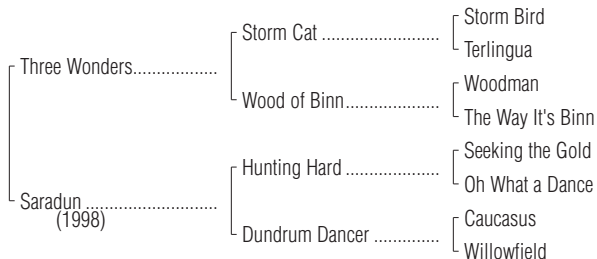 Storm Bird
Storm Cat ..........................
Terlingua
Three Wonders..................
Woodman
Wood of Binn.....................
The Way It's Binn
Seeking the Gold
Hunting Hard .....................
Oh What a Dance
Saradun ............................
(1998)
Caucasus
Dundrum Dancer ..............
Willowfield